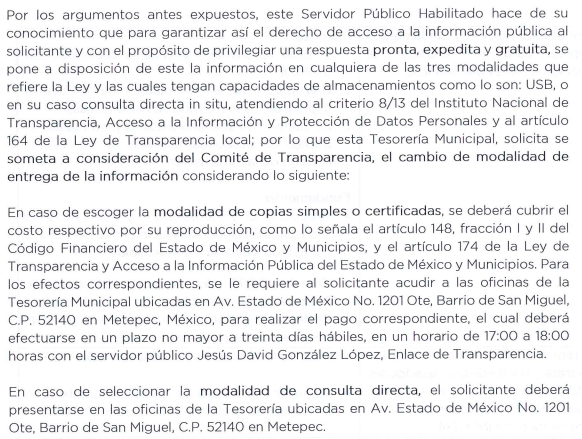 Por los argumentos antes expuestos, este Servidor Público Habilitado hace de su
conocimiento que para garantizar así el derecho de acceso a la información pública al
solicitante y con el propósito de privilegiar una respuesta pronta, expedita y gratuita, se
pone a disposición de este la información en cualquiera de las tres modalidades que
refiere la Ley y las cuales tengan capacidades de almacenamientos como lo son: USB, o
en su caso consulta directa in situ, atendiendo al criterio 8/13 del Instituto Nacional de
Transparencia, Acceso a la Información y Protección de Datos Personales y al artículo
164 de la Ley de Transparencia local; por lo que esta Tesorería Municipal, solicita se
someta a consideración del Comité de Transparencia, el cambio de modalidad de
entrega de la información considerando lo siguiente:
En caso de escoger la modalidad de copias simples o certificadas, se deberá cubrir el
costo respectivo por su reproducción, como lo señala el artículo 148, fracción I y II del
Código Financiero del Estado de México y Municipios, y el artículo 174 de la Ley de
Transparencia y Acceso a la Información Pública del Estado de México y Municipios. Para
los efectos correspondientes, se le requiere al solicitante acudir a las oficinas de la
Tesorería Municipal ubicadas en Av. Estado de México No. 1201 Ote, Barrio de San Miguel,
C.P. 52140 en Metepec, México, para realizar el pago correspondiente, el cual deberá
efectuarse en un plazo no mayor a treinta días hábiles, en un horario de 17:00 a 18:00
horas con el servidor público Jesús David González López, Enlace de Transparencia.
En caso de seleccionar la modalidad de consulta directa, el solicitante deberá
presentarse en las oficinas de la Tesorería ubicadas en Av. Estado de México No. 1201
Ote, Barrio de San Miguel, C.P. 52140 en Metepec.